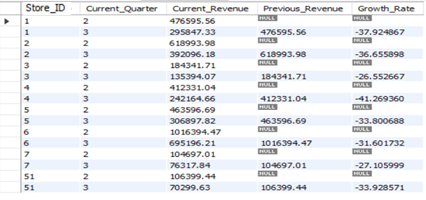 Store_ID Current_Quarter Current_Revenue Previous_Revenue Growth_Rate
1 2 476595.56 NULL NULL
1 3 295847.33 476595.56 -37.924867
2 2 618993.98 NULL NULL
2 3 392096.18 618993.98 -36.655898
3 2 184341.71 NULL NULL
3 3 135394.07 184341.71 -26.552667
4 2 412331.04 NULL NULL
4 3 242164.66 412331.04 -41.269360
5 2 463596.69 NULL NULL
5 3 306897.82 463596.69 -33.800688
6 2 1016394.47 NULL NULL
6 3 695196.21 1016394.47 -31.601732
7 2 104697.01 NULL NULL
7 3 76317.84 104697.01 -27.105999
51 2 106399.44 NULL NULL
51 3 70299.63 106399.44 -33.928571